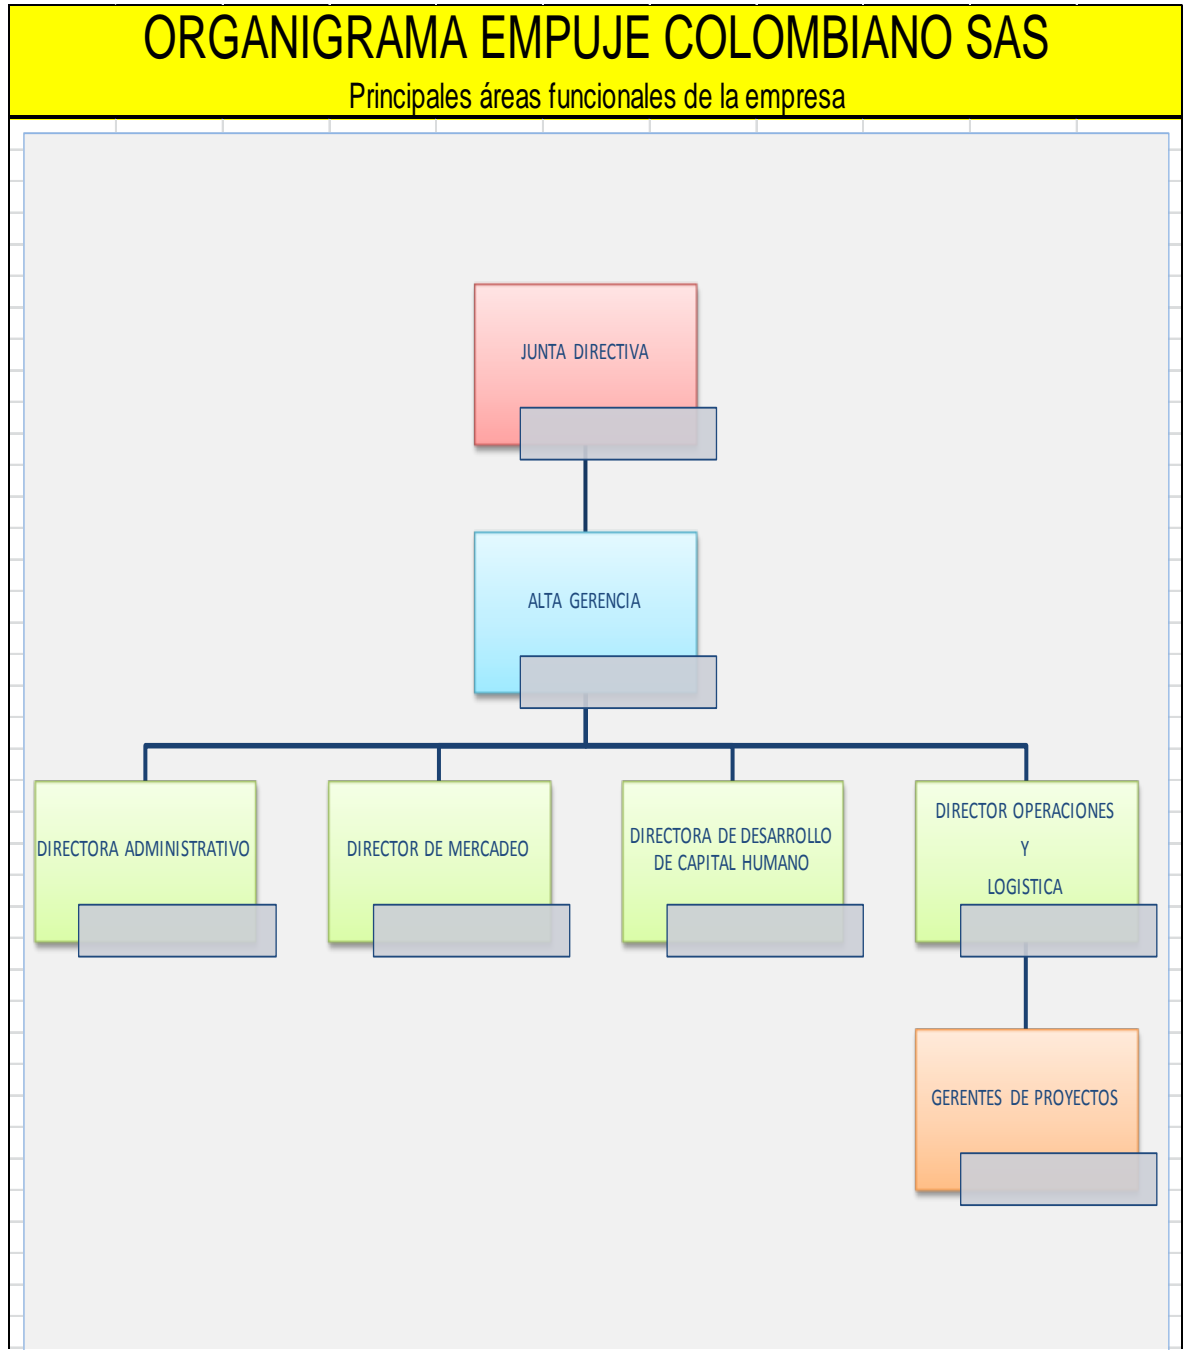 ORGANIGRAMA EMPUJE COLOMBIANO SAS
Principales áreas funcionales de la empresa
JUNTA DIRECTIVA
ALTA GERENCIA
DIRECTORA ADMINISTRATIVO
DIRECTOR DE MERCADEO
DIRECTORA DE DESARROLLO
DE CAPITAL HUMANO
DIRECTOR OPERACIONES
Y
LOGISTICA
GERENTES DE PROYECTOS